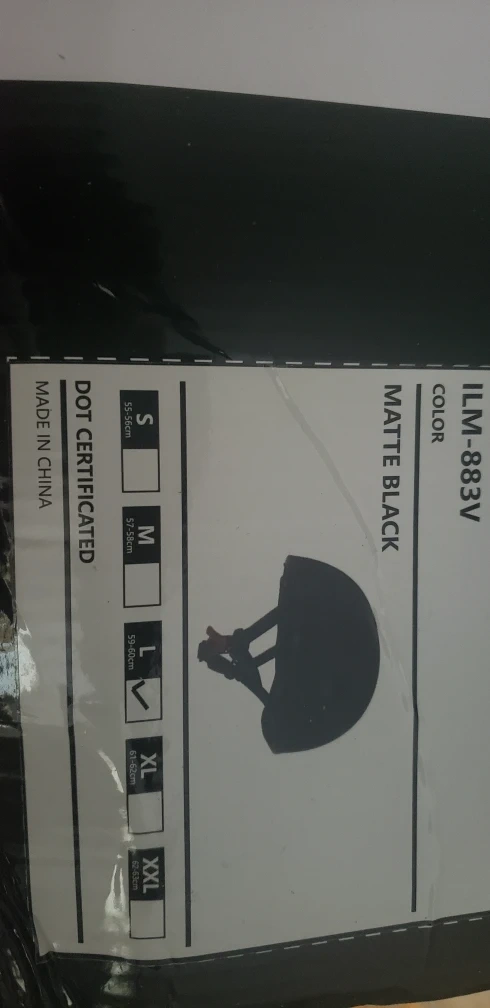 ILM-883V
COLOR
MATTE BLACK
S M L XL XXL
55-56cm 57-58cm 59-60cm 61-62cm 62-63cm
DOT CERTIFICATED
MADE IN CHINA